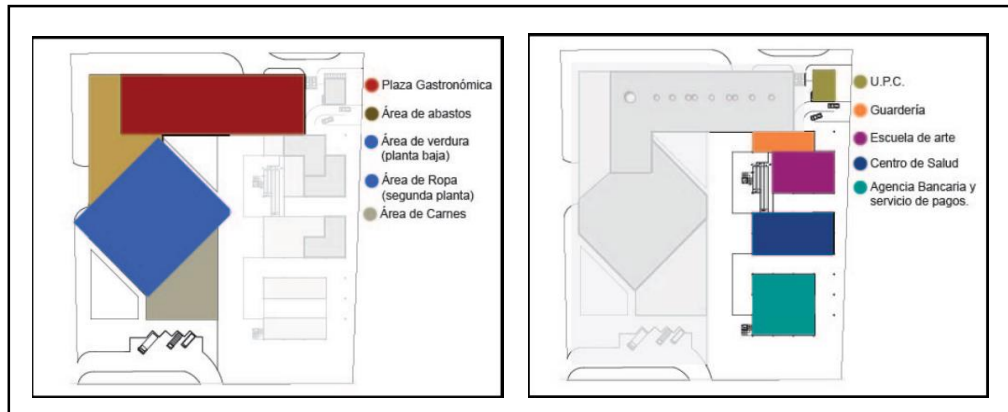 Plaza Gastronómica
Área de abastos
Área de verdura
(planta baja)
Área de Ropa
(segunda planta)
Área de Carnes
U.P.C.
Guardería
Escuela de arte
Centro de Salud
Agencia Bancaria y
servicio de pagos.